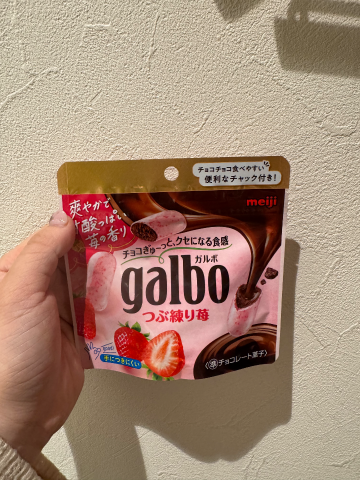 チョコチョコ食べやすい
便利なチャック付き！
meiji
爽やかで
甘酸っぱい
苺の香り
チョコぎゅーっと、クセになる食感
ガルボ
galbo
つぶ練り苺
手につきにくい
〈準チョコレート菓子〉